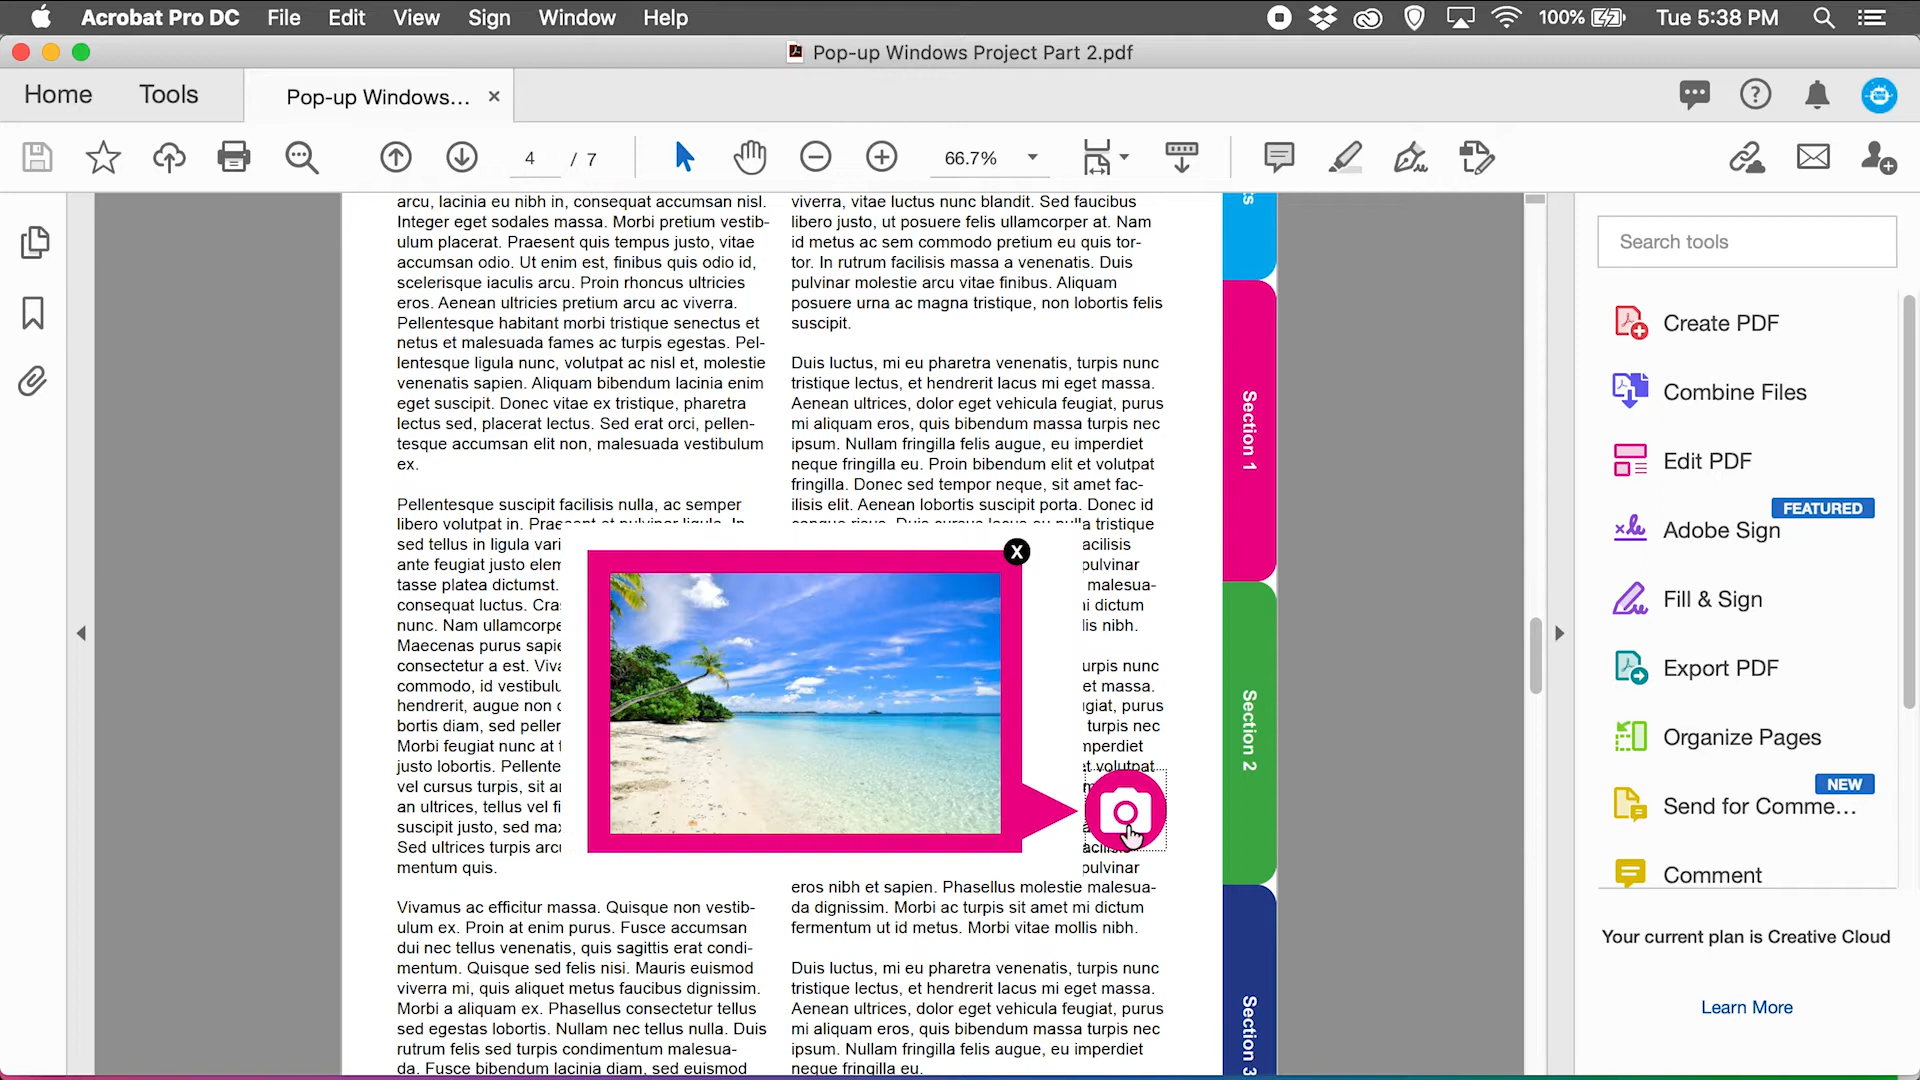 Acrobat Pro DC File Edit View Sign Window Help 100% Tue 5:38 PM
Pop-up Windows Project Part 2.pdf
Home Tools Pop-up Windows... ×
4 / 7 66.7%
arcu, lacinia eu nibh in, consequat accumsan nisl.
Integer eget sodales massa. Morbi pretium vestib-
ulum placerat. Praesent quis tempus justo, vitae
accumsan odio. Ut enim est, finibus quis odio id,
scelerisque iaculis arcu. Proin rhoncus ultricies
eros. Aenean ultricies pretium arcu ac viverra.
Pellentesque habitant morbi tristique senectus et
netus et malesuada fames ac turpis egestas. Pel-
lentesque ligula nunc, volutpat ac nisl et, molestie
venenatis sapien. Aliquam bibendum lacinia enim
eget suscipit. Donec vitae ex tristique, pharetra
lectus sed, placerat lectus. Sed erat orci, pellen-
tesque accumsan elit non, malesuada vestibulum
ex.
Pellentesque suscipit facilisis nulla, ac semper
libero volutpat in. Praesent et pulvinar ligula. In
sed tellus in ligula vari
ante feugiat justo elem
tasse platea dictumst.
consequat luctus. Cra
nunc. Nam ullamcorpe
Maecenas purus sapie
consectetur a est. Viva
commodo, id vestibulu
hendrerit, augue non c
bortis diam, sed peller
Morbi feugiat nunc at
justo lobortis. Pellente
vel cursus turpis, sit a
an ultrices, tellus vel fi
suscipit justo, sed max
Sed ultrices turpis arcu
mentum quis.
Vivamus ac efficitur massa. Quisque non vestib-
ulum ex. Proin at enim purus. Fusce accumsan
dui nec tellus venenatis, quis sagittis erat condi-
mentum. Quisque sed felis nisi. Mauris euismod
viverra mi, quis aliquet metus faucibus dignissim.
Morbi a aliquam ex. Phasellus consectetur tellus
sed egestas lobortis. Nullam nec tellus nulla. Duis
rutrum felis sed turpis condimentum malesua-
da. Fusce bibendum lacinia diam, sed euismod
viverra, vitae luctus nunc blandit. Sed faucibus
libero justo, ut posuere felis ullamcorper at. Nam
id metus ac sem commodo pretium eu quis tor-
tor. In rutrum facilisis massa a venenatis. Duis
pulvinar molestie arcu vitae finibus. Aliquam
posuere urna ac magna tristique, non lobortis felis
suscipit.
Duis luctus, mi eu pharetra venenatis, turpis nunc
tristique lectus, et hendrerit lacus mi eget massa.
Aenean ultrices, dolor eget vehicula feugiat, purus
mi aliquam eros, quis bibendum massa turpis nec
ipsum. Nullam fringilla felis augue, eu imperdiet
neque fringilla eu. Proin bibendum elit et volutpat
fringilla. Donec sed tempor neque, sit amet fac-
ilisis elit. Aenean lobortis suscipit porta. Donec id
congue risus. Duis cursus lacus eu nulla tristique
acilisis
pulvinar
malesua-
dictum
lis nibh.
urpis nunc
et massa.
giat, purus
turpis nec
mperdiet
t volutpat
acilisis
pulvinar
eros nibh et sapien. Phasellus molestie malesua-
da dignissim. Morbi ac turpis sit amet mi dictum
fermentum ut id metus. Morbi vitae mollis nibh.
Duis luctus, mi eu pharetra venenatis, turpis nunc
tristique lectus, et hendrerit lacus mi eget massa.
Aenean ultrices, dolor eget vehicula feugiat, purus
mi aliquam eros, quis bibendum massa turpis nec
ipsum. Nullam fringilla felis augue, eu imperdiet
neque fringilla eu.
X
s
Section 1
Section 2
Section 3
Search tools
Create PDF
Combine Files
Edit PDF
FEATURED
Adobe Sign
Fill & Sign
Export PDF
Organize Pages
NEW
Send for Comme...
Comment
Your current plan is Creative Cloud
Learn More